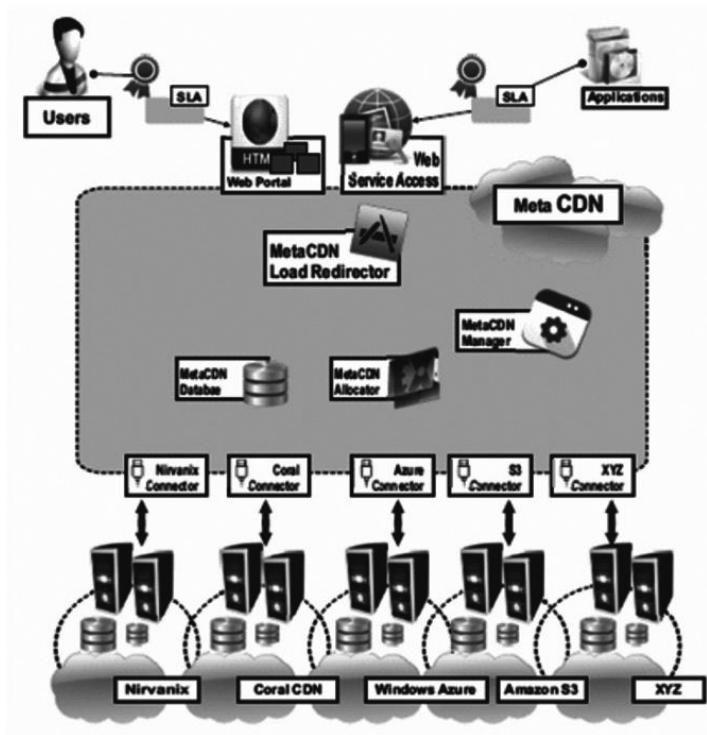 SLA
SLA
Users
Applications
HTM
Web Portal
Web
Service Access
Meta CDN
MetaCDN
Load Redirector
MetaCDN
Manager
MetaCDN
Databae
MetaCDN
Allocator
Nirvanix
Connector
Coral
Connector
Azure
Connector
S3
Connector
XYZ
Connector
Nirvanix
Coral CDN
Windows Azure
Amazon S3
XYZ